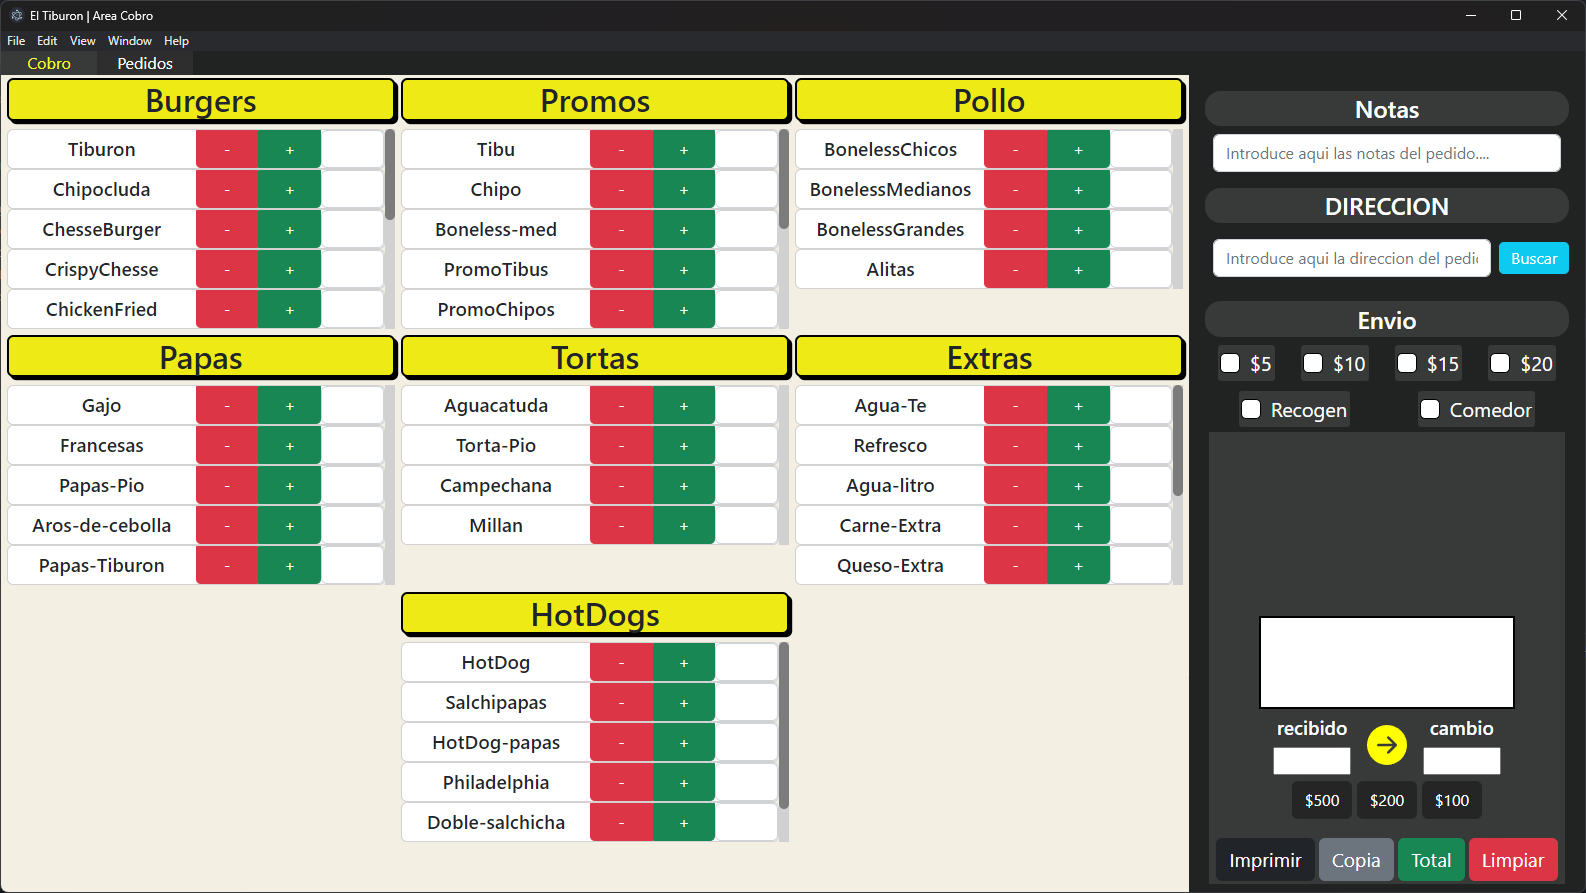 El Tiburon | Area Cobro
File Edit View Window Help
Cobro Pedidos
Burgers
Tiburon - +
Chipocluda - +
ChesseBurger - +
CrispyChesse - +
ChickenFried - +
Promos
Tibu - +
Chipo - +
Boneless-med - +
PromoTibus - +
PromoChipos - +
Pollo
BonelessChicos - +
BonelessMedianos - +
BonelessGrandes - +
Alitas - +
Papas
Gajo - +
Francesas - +
Papas-Pio - +
Aros-de-cebolla - +
Papas-Tiburon - +
Tortas
Aguacatuda - +
Torta-Pio - +
Campechana - +
Millan - +
Extras
Agua-Te - +
Refresco - +
Agua-litro - +
Carne-Extra - +
Queso-Extra - +
HotDogs
HotDog - +
Salchipapas - +
HotDog-papas - +
Philadelphia - +
Doble-salchicha - +
Notas
Introduce aqui las notas del pedido....
DIRECCION
Introduce aqui la direccion del pedi Buscar
Envio
$5 $10 $15 $20
Recogen Comedor
recibido cambio
$500 $200 $100
Imprimir Copia Total Limpiar